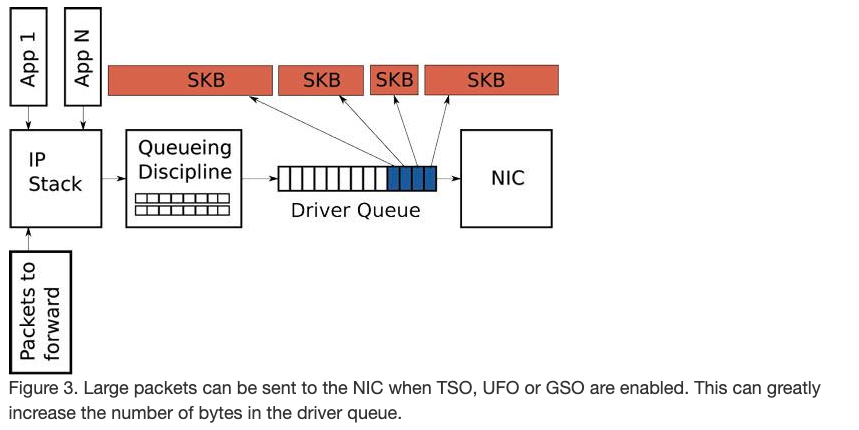 App 1
App N
SKB
SKB
SKB
SKB
IP
Stack
Queueing
Discipline
Driver Queue
NIC
Packets to
forward
Figure 3. Large packets can be sent to the NIC when TSO, UFO or GSO are enabled. This can greatly
increase the number of bytes in the driver queue.